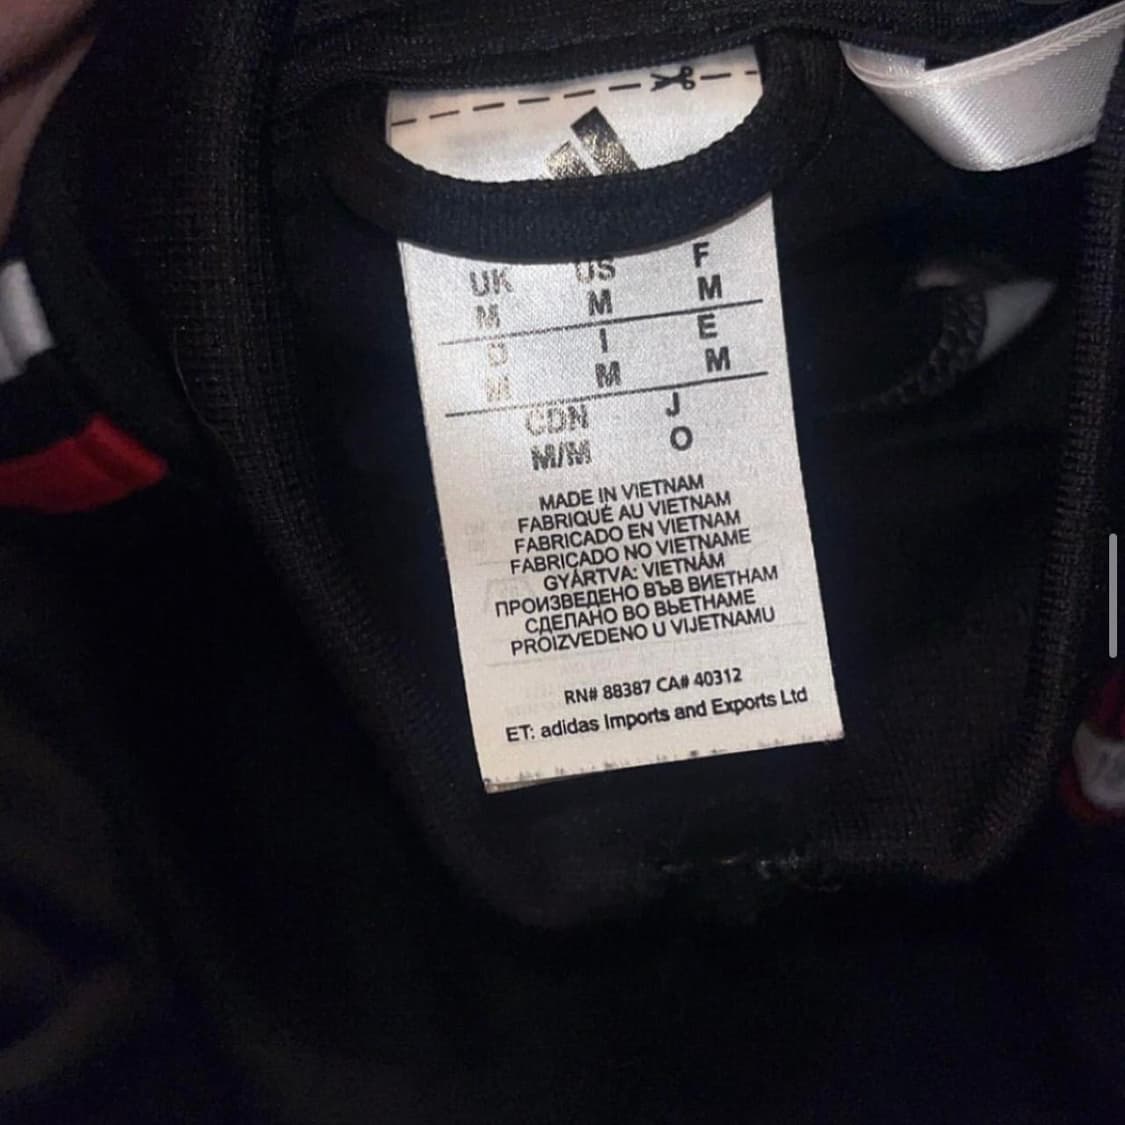 UK US F
M M M
D I E
M M M
CDN J
M/M O
MADE IN VIETNAM
FABRIQUÉ AU VIETNAM
FABRICADO EN VIETNAM
FABRICADO NO VIETNAME
GYÁRTVA: VIETNÁM
ПРОИЗВЕДЕНО ВЪВ ВИЕТНАМ
СДЕЛАНО ВО ВЬЕТНАМЕ
PROIZVEDENO U VIJETNAMU
RN# 88387 CA# 40312
ET: adidas Imports and Exports Ltd